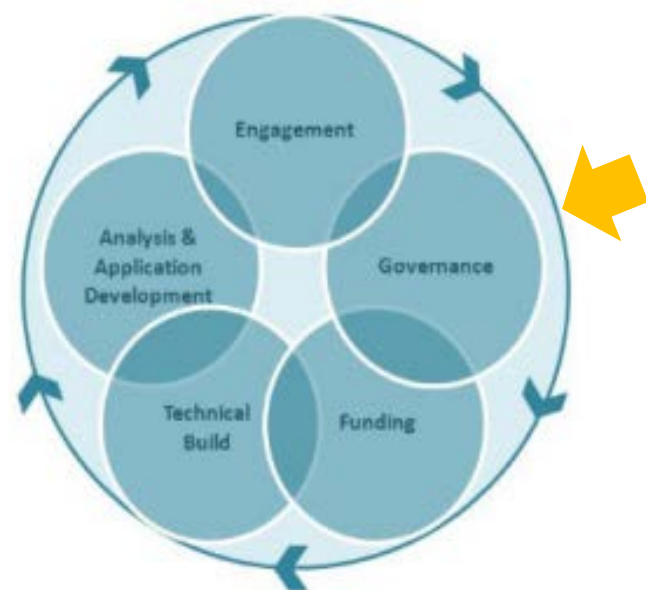 Engagement
Analysis &
Application
Development
Governance
Technical
Build
Funding